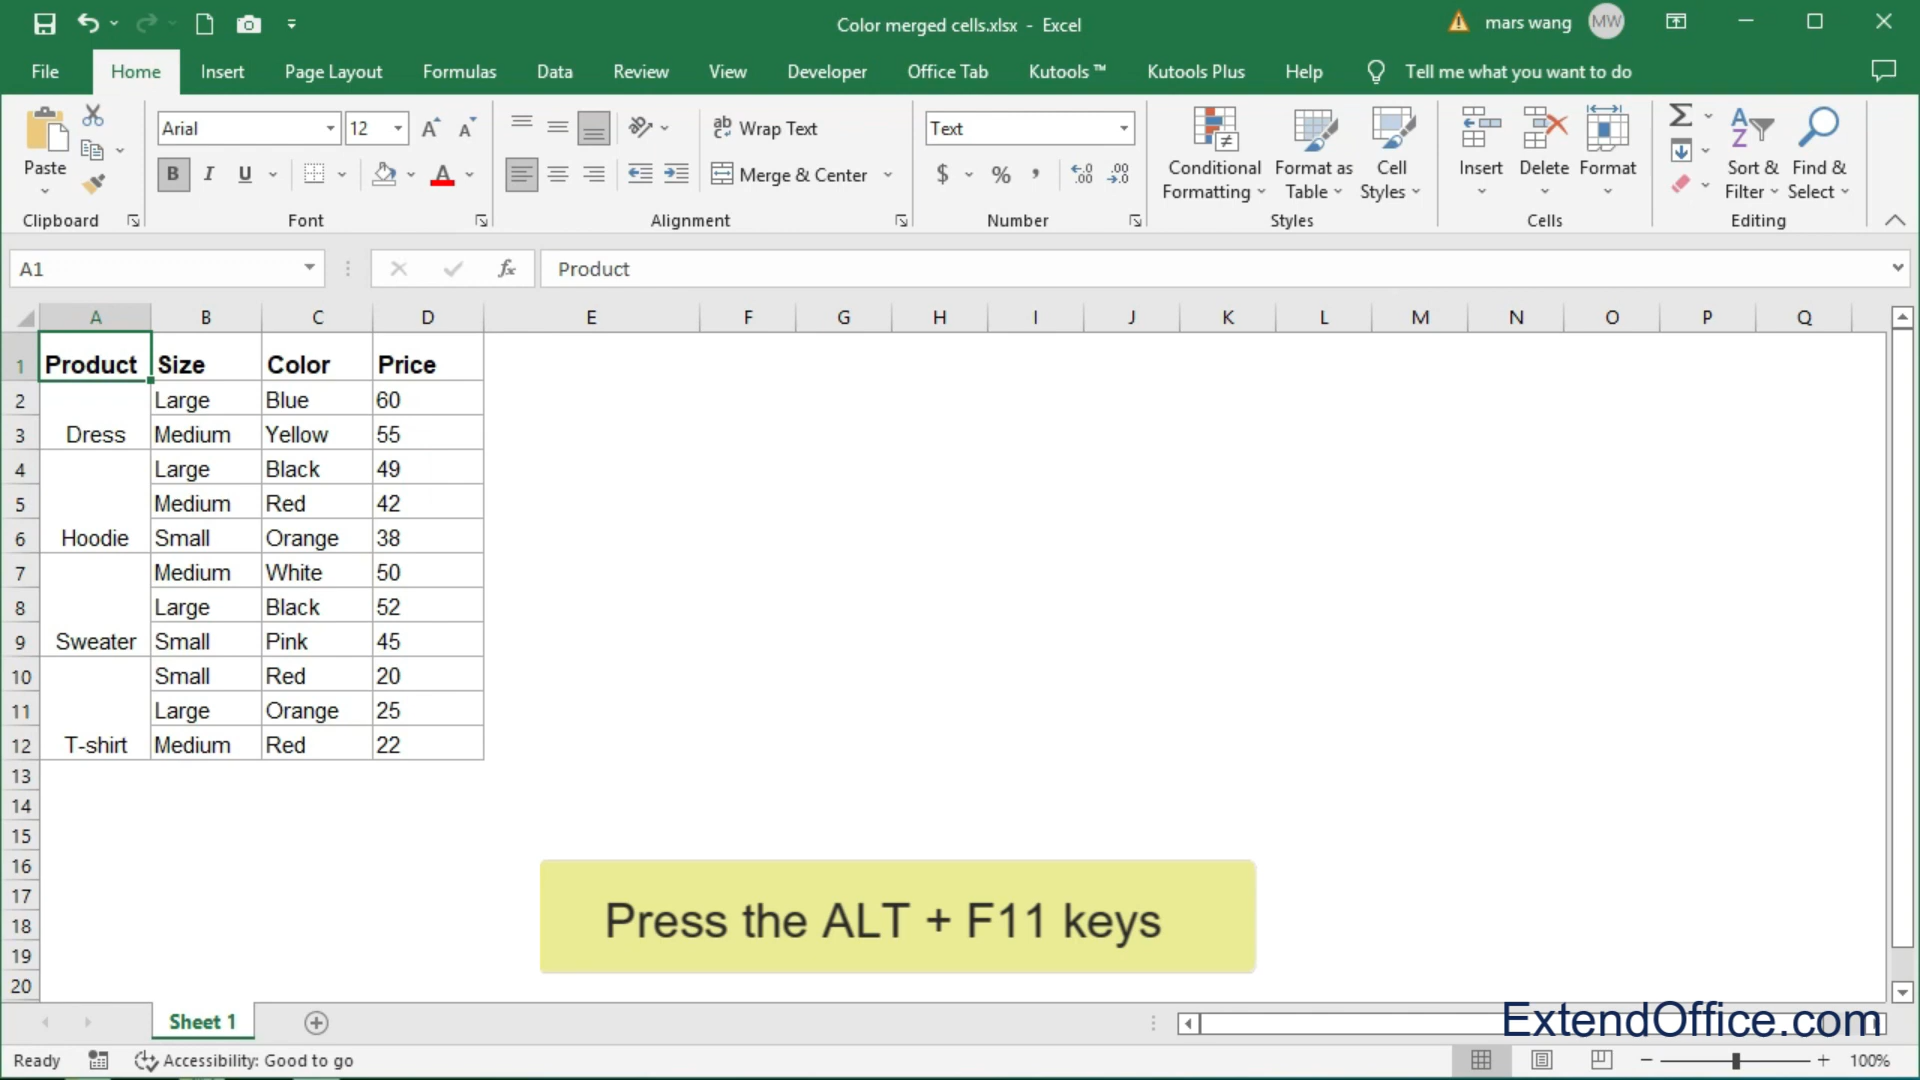 Color merged cells.xlsx - Excel
mars wang MW
File Home Insert Page Layout Formulas Data Review View Developer Office Tab Kutools ™ Kutools Plus Help Tell me what you want to do
Paste
Clipboard
Arial 12
B I U A
Font
ab Wrap Text
Merge & Center
Alignment
Text
$ % ,
Number
Conditional Formatting
Format as Table
Cell Styles
Styles
Insert Delete Format
Cells
Sort & Filter
Find & Select
Editing
A1 fx Product
A B C D E F G H I J K L M N O P Q
1 Product Size Color Price
2 Large Blue 60
3 Dress Medium Yellow 55
4 Large Black 49
5 Medium Red 42
6 Hoodie Small Orange 38
7 Medium White 50
8 Large Black 52
9 Sweater Small Pink 45
10 Small Red 20
11 Large Orange 25
12 T-shirt Medium Red 22
13
14
15
16
17
18
19
20
Press the ALT + F11 keys
Sheet 1
ExtendOffice.com
Ready Accessibility: Good to go 100%